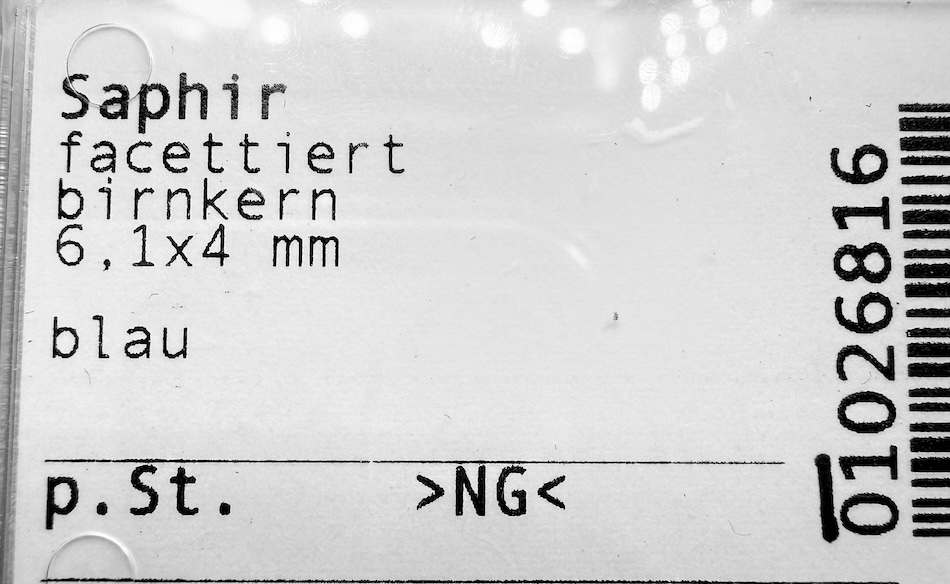 Saphir
facettiert
birnkern
6,1x4 mm
blau
p.St. >NG<
01026816